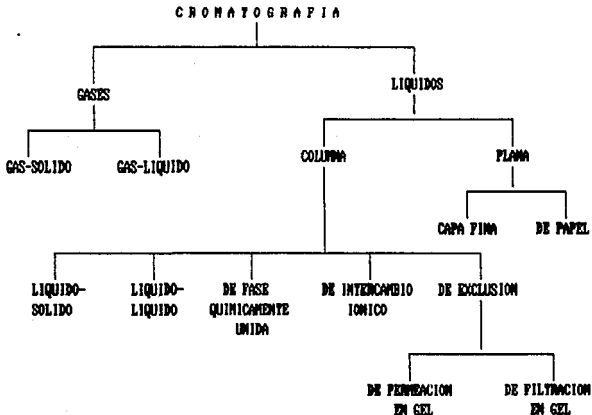 CROMATOGRAFIA
GASES
LIQUIDOS
GAS-SOLIDO
GAS-LIQUIDO
COLUMNA
PLANA
CAPA FINA
DE PAPEL
LIQUIDO-
SOLIDO
LIQUIDO-
LIQUIDO
DE FASE
QUIMICAMENTE
UNIDA
DE INTERCAMBIO
IONICO
DE EXCLUSION
DE PERMEACION
EN GEL
DE FILTRACION
EN GEL